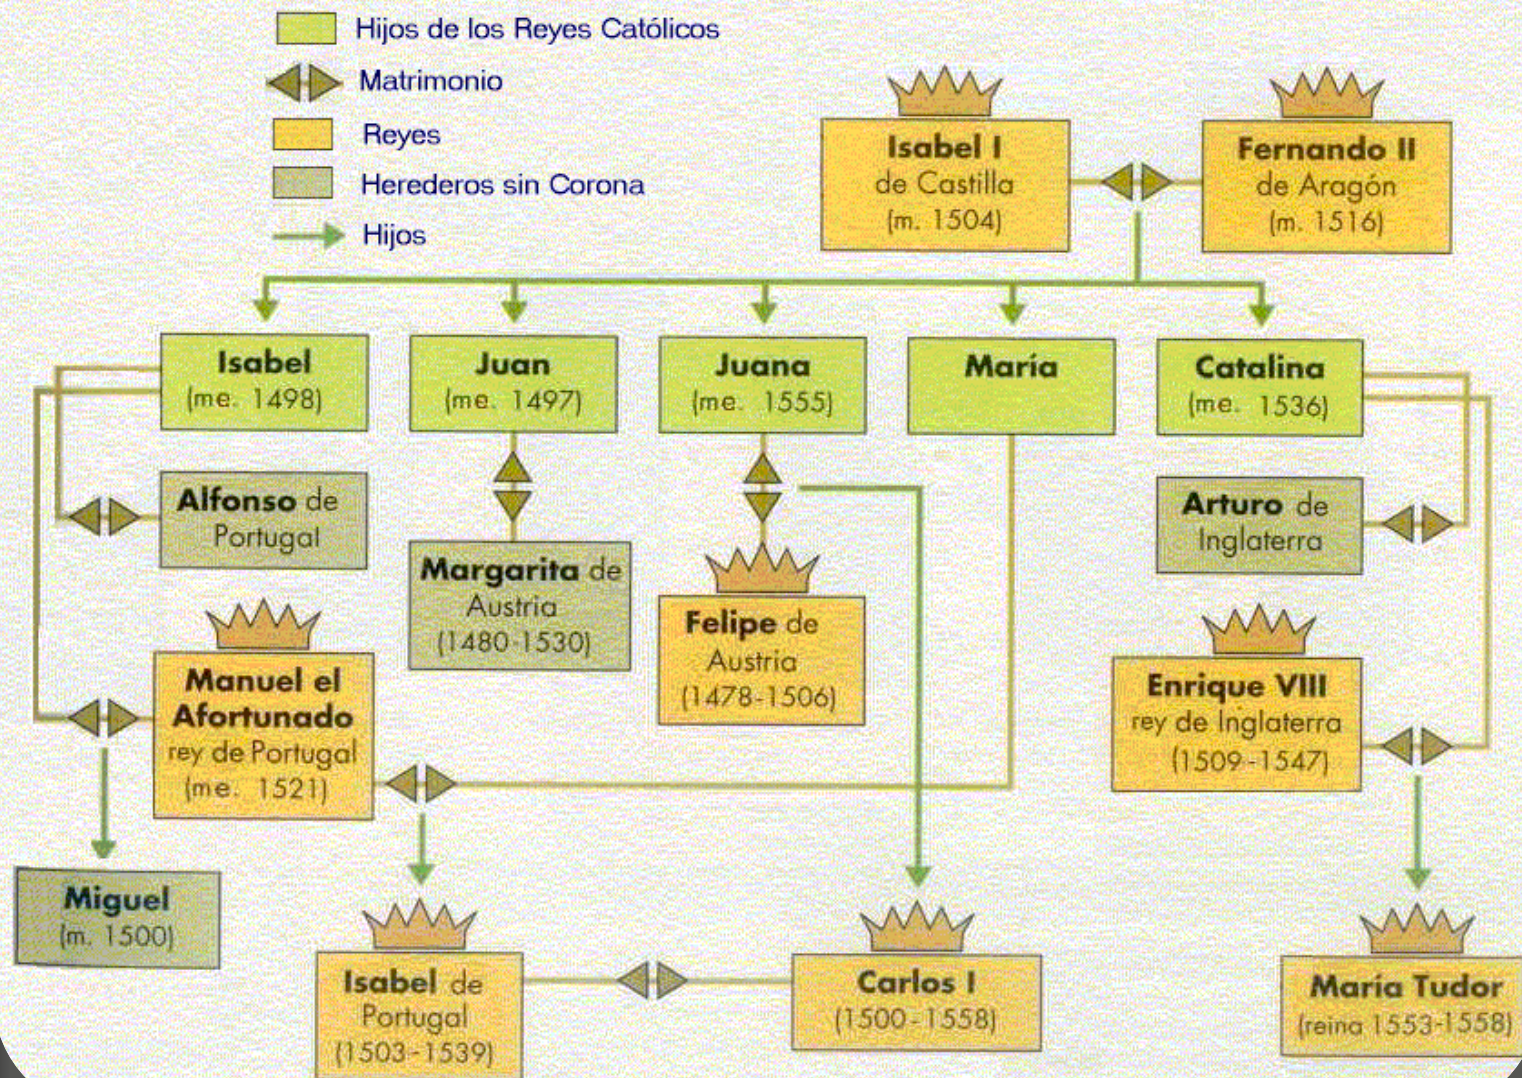 Hijos de los Reyes Católicos
Matrimonio
Reyes
Herederos sin Corona
Hijos
Isabel I
de Castilla
(m. 1504)
Fernando II
de Aragón
(m. 1516)
Isabel
(me. 1498)
Juan
(me. 1497)
Juana
(me. 1555)
María
Catalina
(me. 1536)
Alfonso de
Portugal
Margarita de
Austria
(1480-1530)
Felipe de
Austria
(1478-1506)
Arturo de
Inglaterra
Manuel el
Afortunado
rey de Portugal
(me. 1521)
Enrique VIII
rey de Inglaterra
(1509-1547)
Miguel
(m. 1500)
Isabel de
Portugal
(1503-1539)
Carlos I
(1500-1558)
María Tudor
(reina 1553-1558)